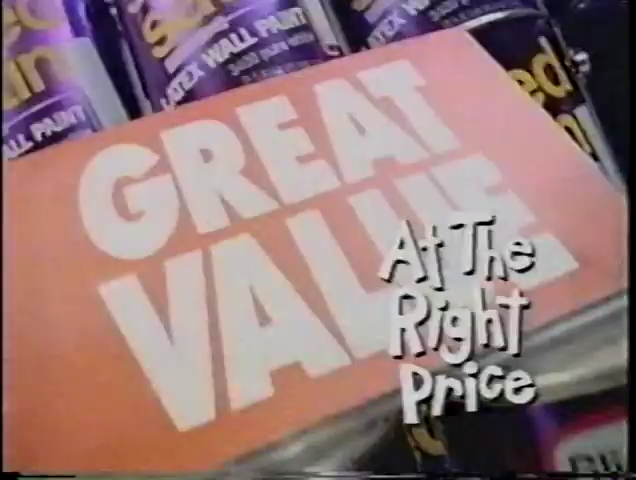 LATEX WALL PAINT
LATEX WALL PAINT
WALL PAINT
GREAT
VALUE
At The
Right
Price